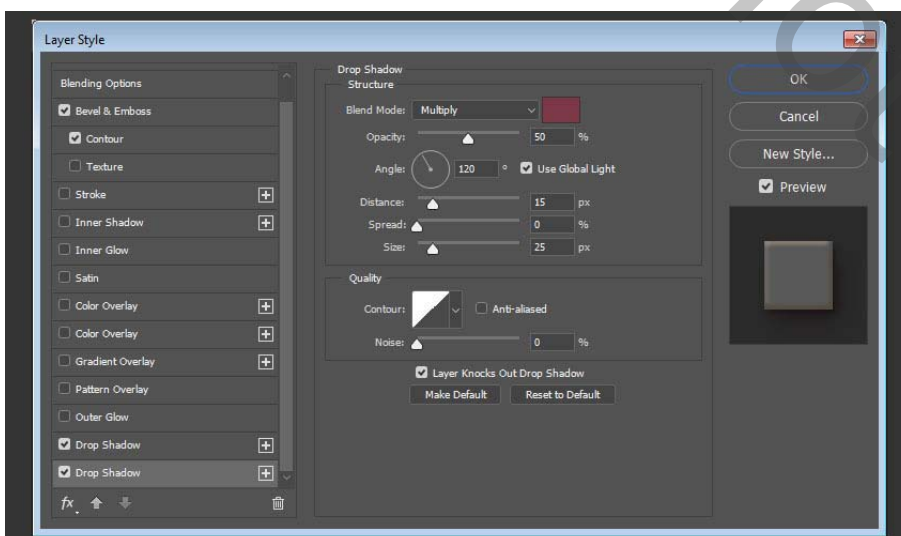 Layer Style
Blending Options
Bevel & Emboss
Contour
Texture
Stroke
Inner Shadow
Inner Glow
Satin
Color Overlay
Color Overlay
Gradient Overlay
Pattern Overlay
Outer Glow
Drop Shadow
Drop Shadow
fx
Drop Shadow
Structure
Blend Mode: Multiply
Opacity: 50 %
Angle: 120 ° Use Global Light
Distance: 15 px
Spread: 0 %
Size: 25 px
Quality
Contour: Anti-aliased
Noise: 0 %
Layer Knocks Out Drop Shadow
Make Default Reset to Default
OK
Cancel
New Style...
Preview